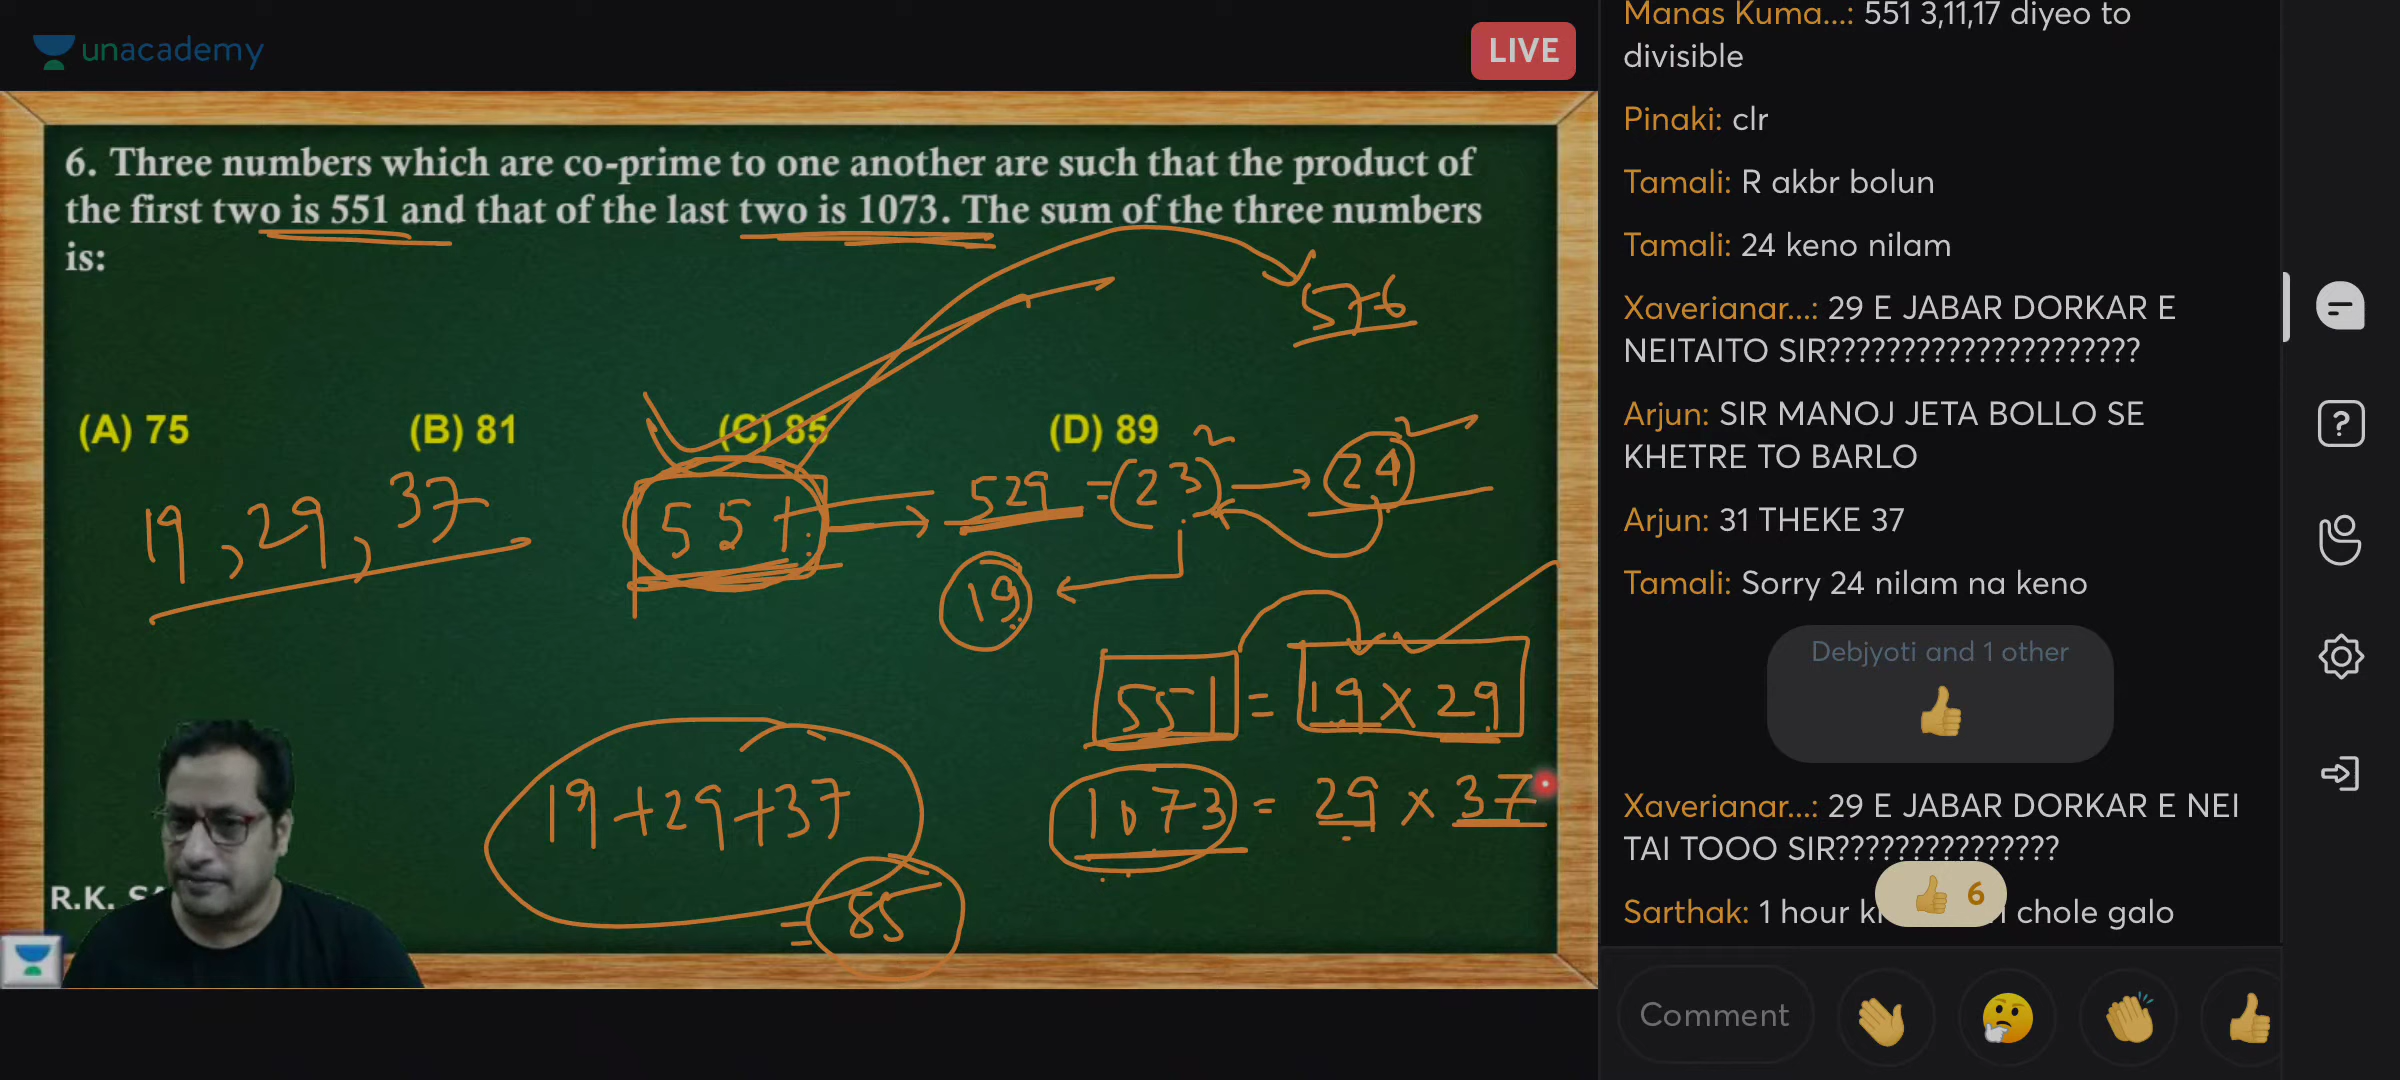 unacademy
LIVE
6. Three numbers which are co-prime to one another are such that the product of
the first two is 551 and that of the last two is 1073. The sum of the three numbers
is:
576
(A) 75 (B) 81 (C) 85 (D) 89
19, 29, 37
551 529 = (23)² 24²
19
551 = 19 × 29
19+29+37
1073 = 29 × 37
= 85
R.K.
Manas Kuma...: 551 3,11,17 diyeo to
divisible
Pinaki: clr
Tamali: R akbr bolun
Tamali: 24 keno nilam
Xaverianar...: 29 E JABAR DORKAR E
NEITAITO SIR????????????????????
Arjun: SIR MANOJ JETA BOLLO SE
KHETRE TO BARLO
Arjun: 31 THEKE 37
Tamali: Sorry 24 nilam na keno
Debjyoti and 1 other
Xaverianar...: 29 E JABAR DORKAR E NEI
TAI TOOO SIR??????????????
6
Sarthak: 1 hour chole galo
Comment